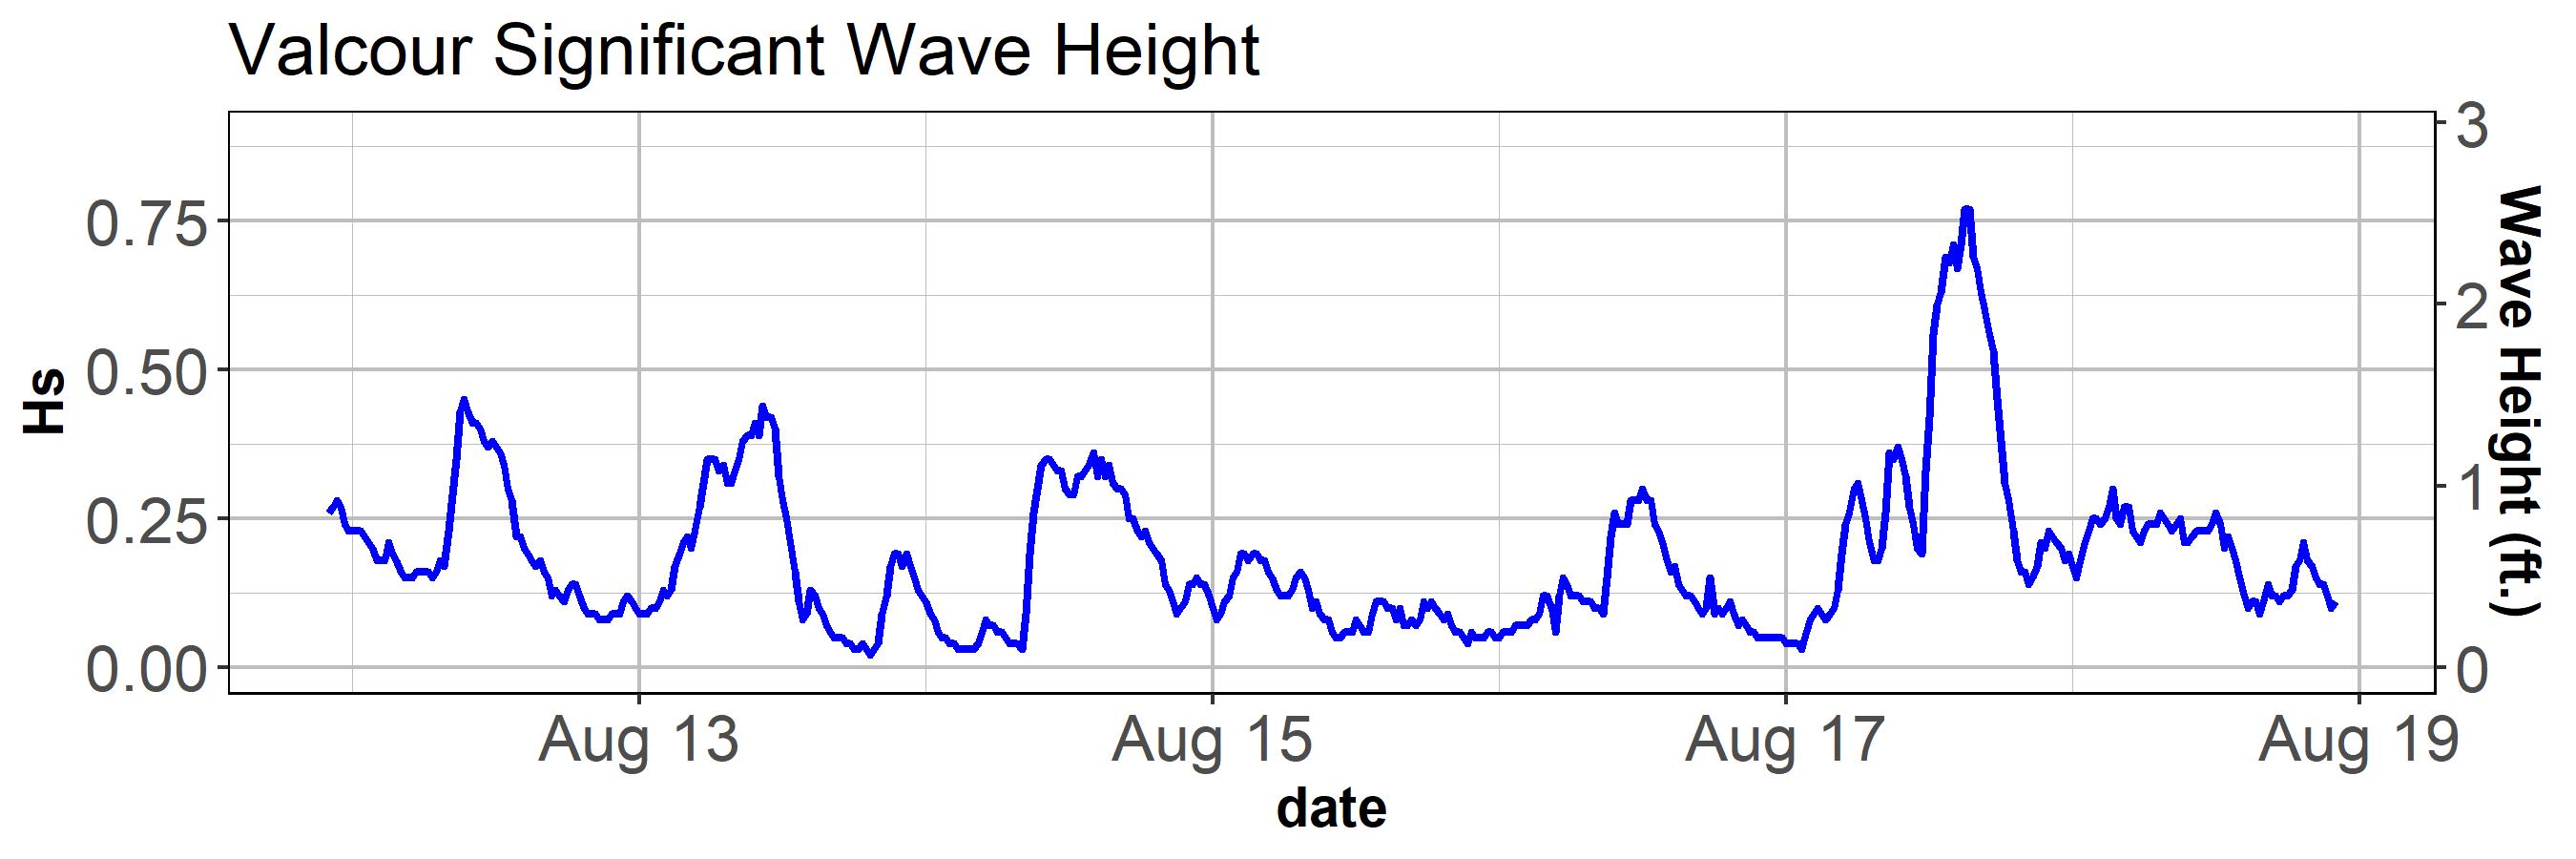 Valcour Significant Wave Height
Hs
0.75
0.50
0.25
0.00
3
2
1
0
Wave Height (ft.)
Aug 13
Aug 15
Aug 17
Aug 19
date